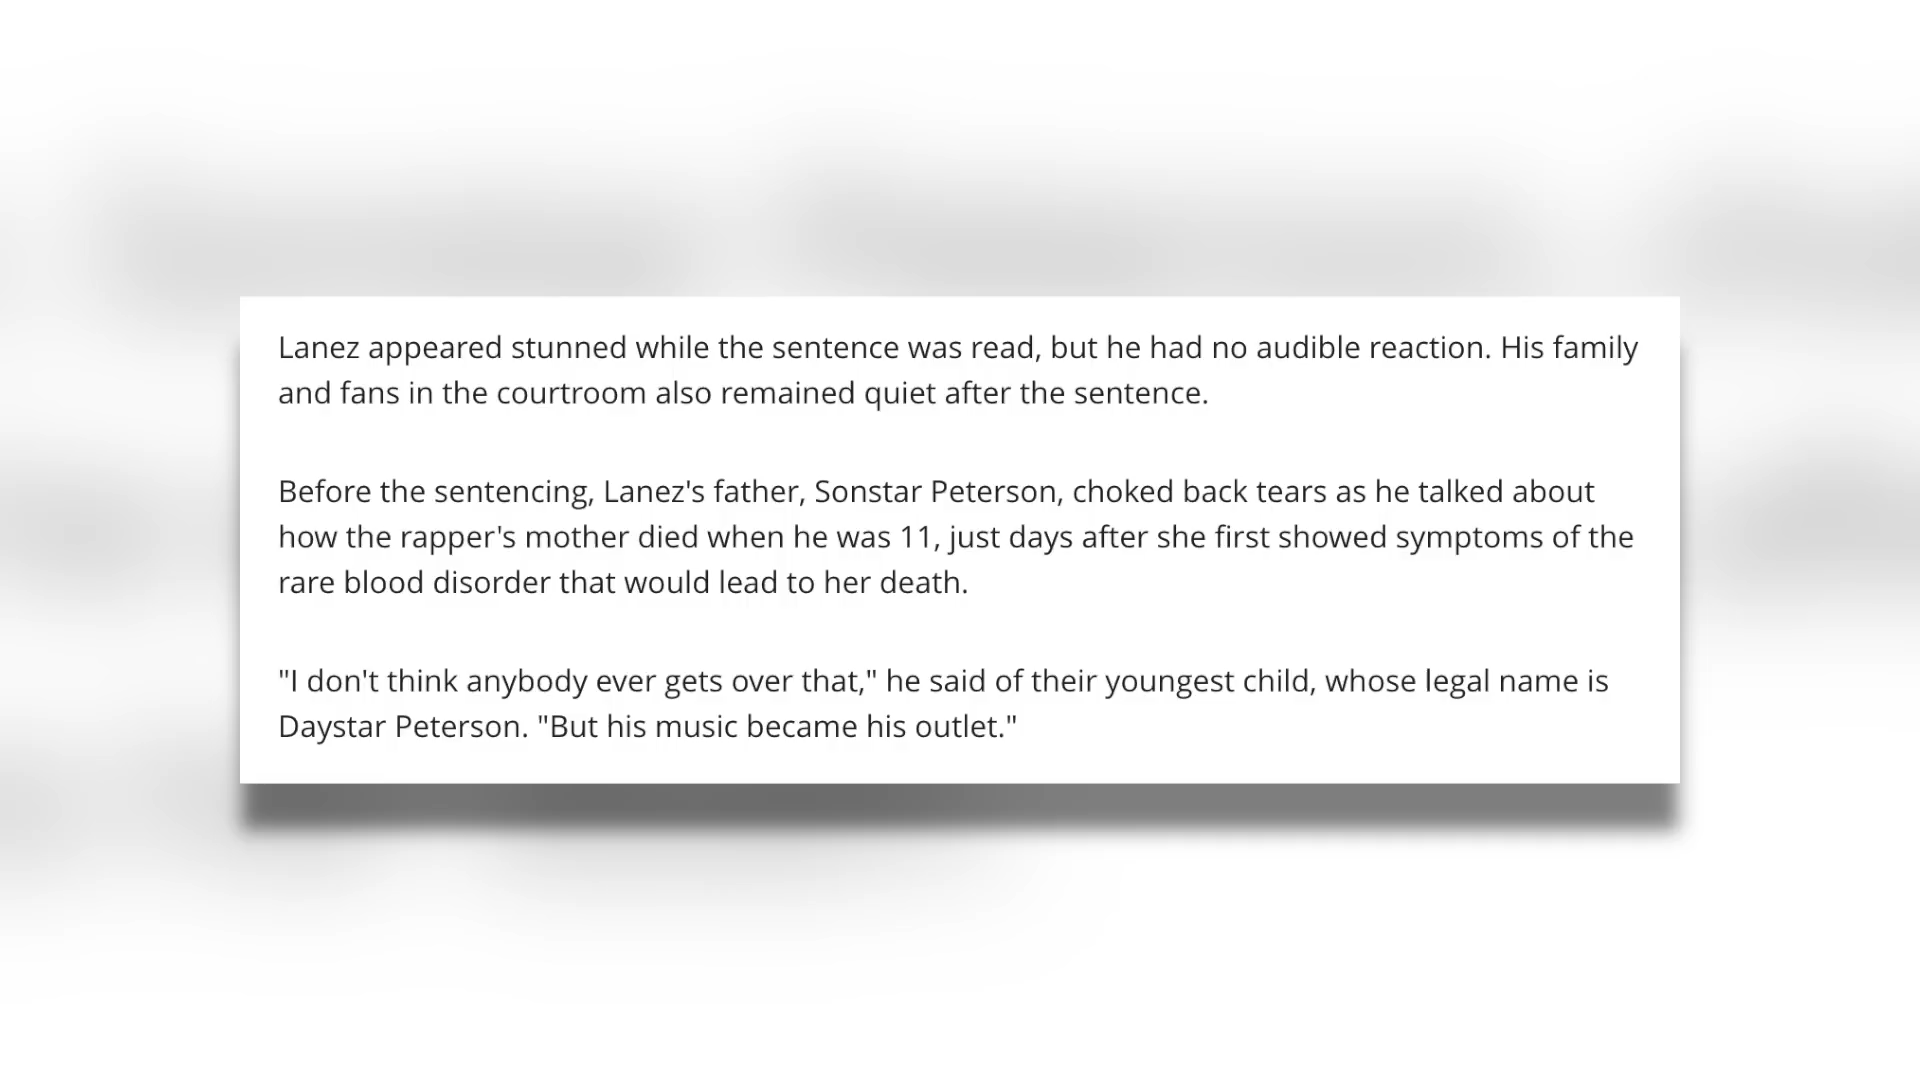 Lanez appeared stunned while the sentence was read, but he had no audible reaction. His family
and fans in the courtroom also remained quiet after the sentence.
Before the sentencing, Lanez's father, Sonstar Peterson, choked back tears as he talked about
how the rapper's mother died when he was 11, just days after she first showed symptoms of the
rare blood disorder that would lead to her death.
"I don't think anybody ever gets over that," he said of their youngest child, whose legal name is
Daystar Peterson. "But his music became his outlet."